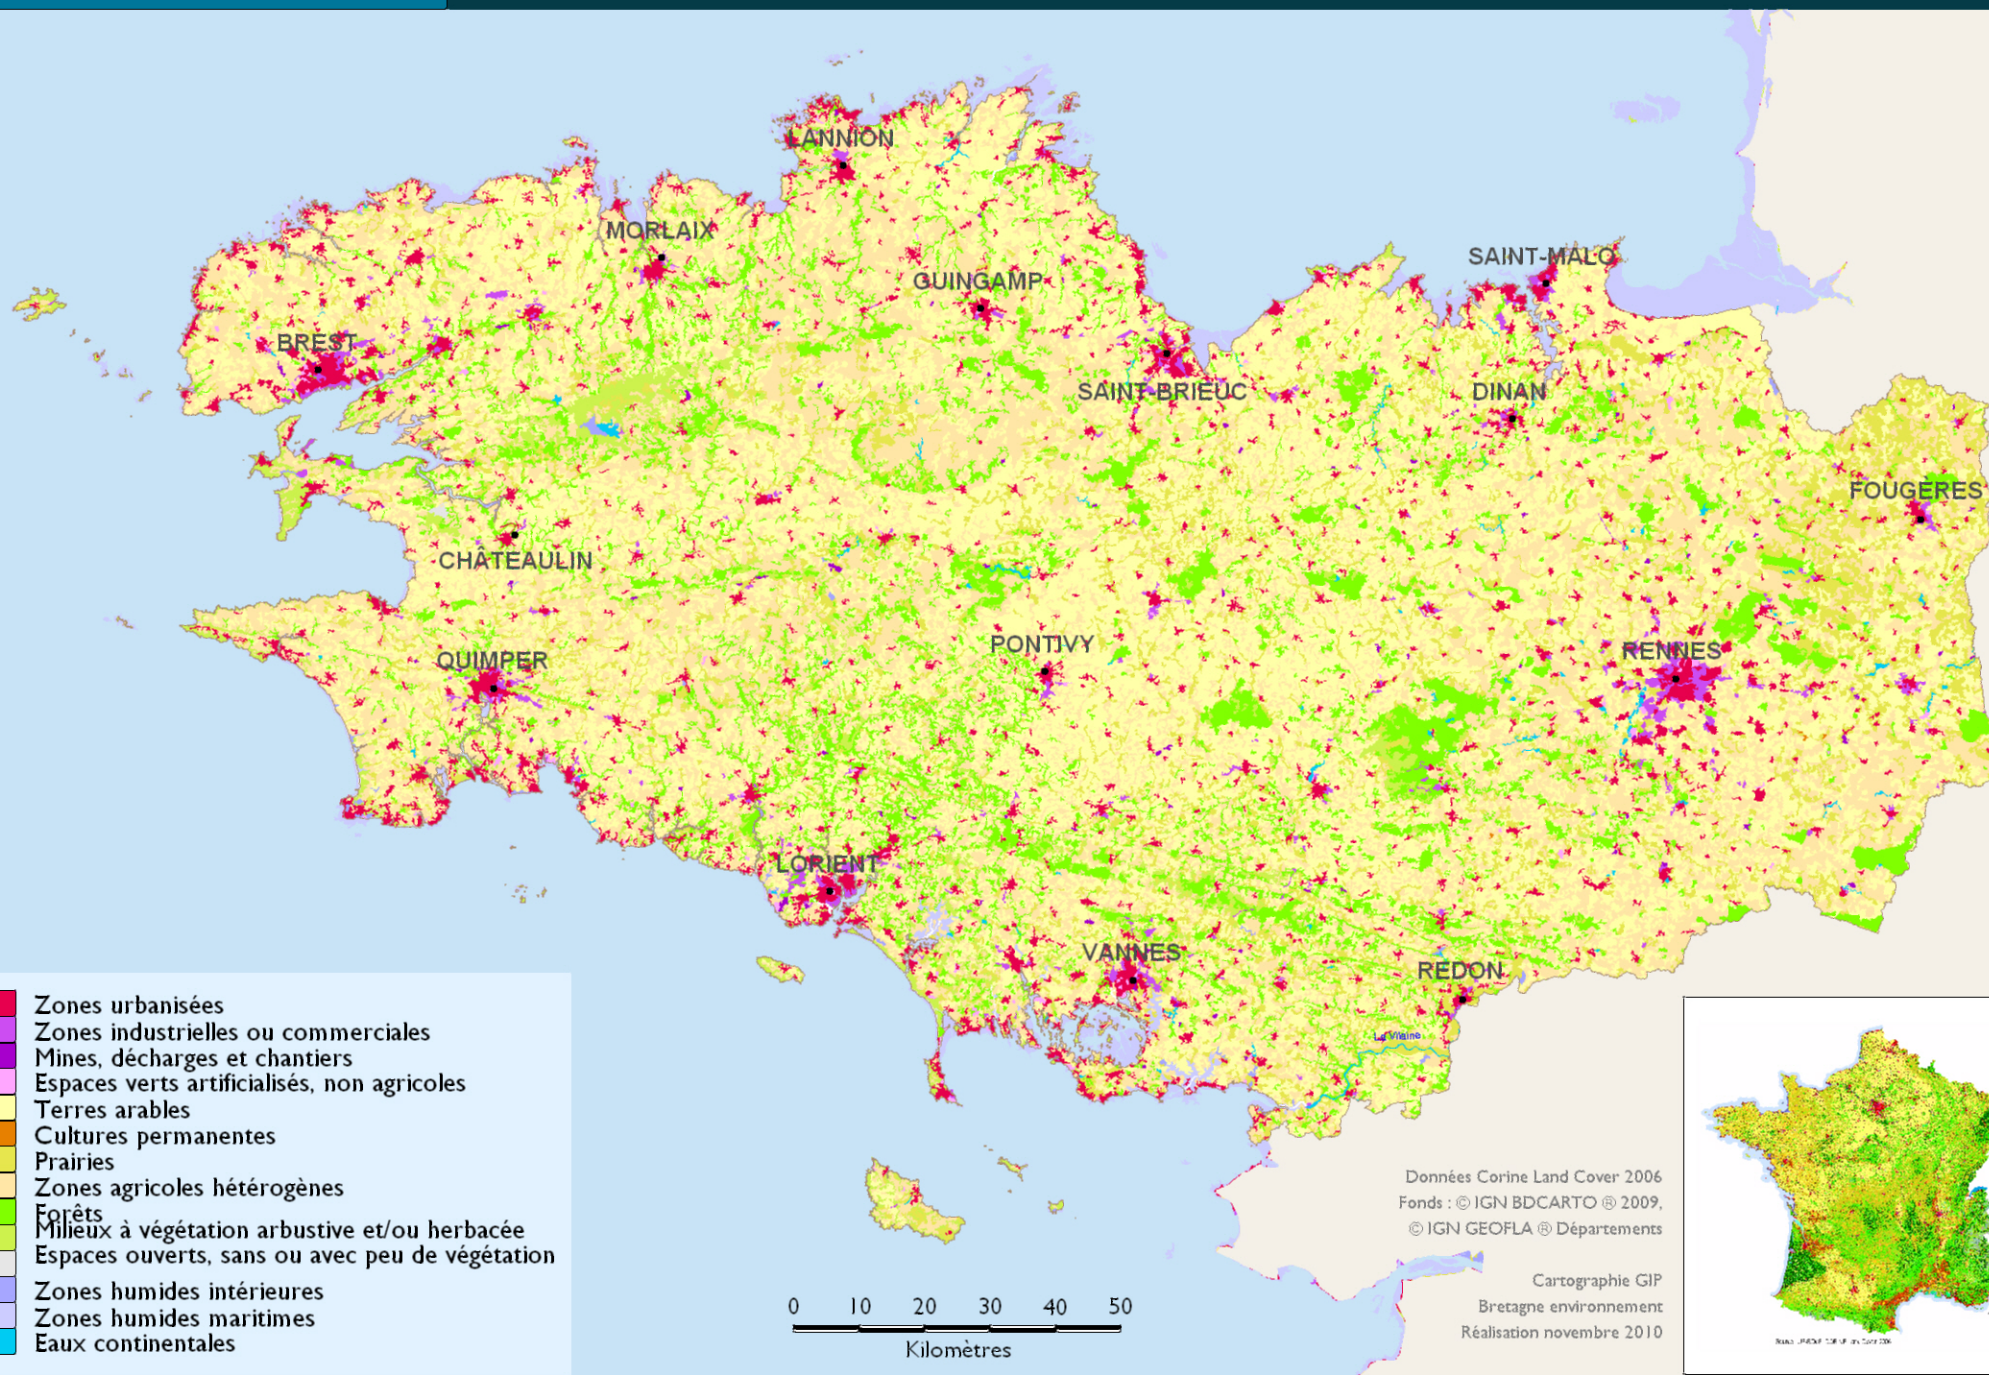 LANNION
MORLAIX
GUINGAMP
SAINT-MALO
BREST
SAINT-BRIEUC
DINAN
FOUGERES
CHÂTEAULIN
PONTIVY
RENNES
QUIMPER
LORIENT
VANNES
REDON
La Vilaine
Zones urbanisées
Zones industrielles ou commerciales
Mines, décharges et chantiers
Espaces verts artificialisés, non agricoles
Terres arables
Cultures permanentes
Prairies
Zones agricoles hétérogènes
Forêts
Milieux à végétation arbustive et/ou herbacée
Espaces ouverts, sans ou avec peu de végétation
Zones humides intérieures
Zones humides maritimes
Eaux continentales
0 10 20 30 40 50
Kilomètres
Données Corine Land Cover 2006
Fonds : © IGN BDCARTO ® 2009,
© IGN GEOFLA ® Départements
Cartographie GIP
Bretagne environnement
Réalisation novembre 2010